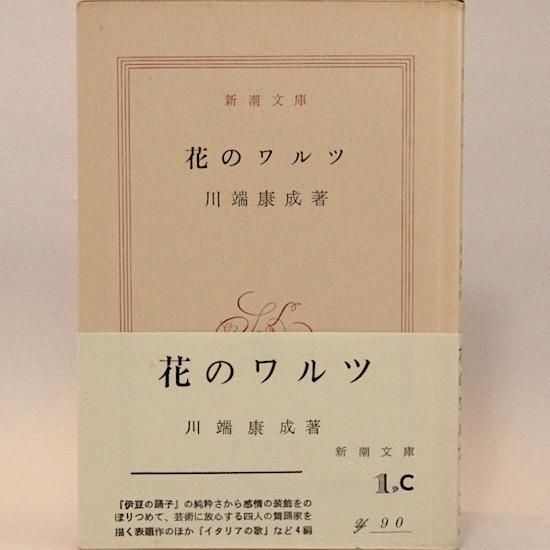 新潮文庫
花のワルツ
川端康成著
花のワルツ
川端康成著
新潮文庫
1,C
『伊豆の踊子』の純粋さから感情の装飾をの
ぼりつめて、芸術に放心する四人の舞踊家を
描く表題作のほか『イタリアの歌』など4編
¥ 90